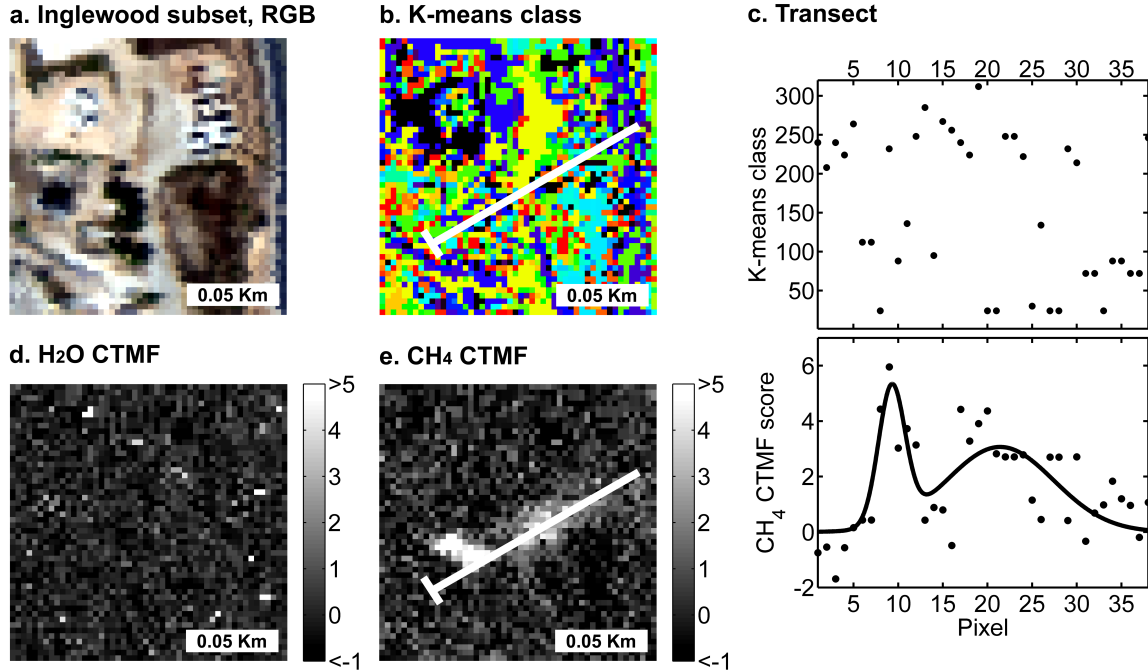 a. Inglewood subset, RGB
0.05 Km
b. K-means class
0.05 Km
c. Transect
5 10 15 20 25 30 35
300
250
200
150
100
50
K-means class
d. H2O CTMF
0.05 Km
>5
4
3
2
1
0
<-1
e. CH4 CTMF
0.05 Km
>5
4
3
2
1
0
<-1
6
4
2
0
-2
CH4 CTMF score
5 10 15 20 25 30 35
Pixel